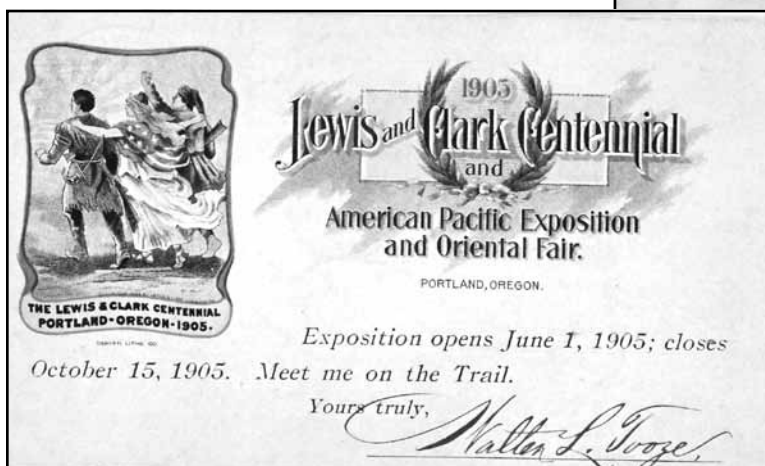 THE LEWIS & CLARK CENTENNIAL
PORTLAND-OREGON-1905.
1905
Lewis and Clark Centennial
and
American Pacific Exposition
and Oriental Fair.
PORTLAND, OREGON.
Exposition opens June 1, 1905; closes
October 15, 1905. Meet me on the Trail.
Yours truly,
Walter L. Tooze.